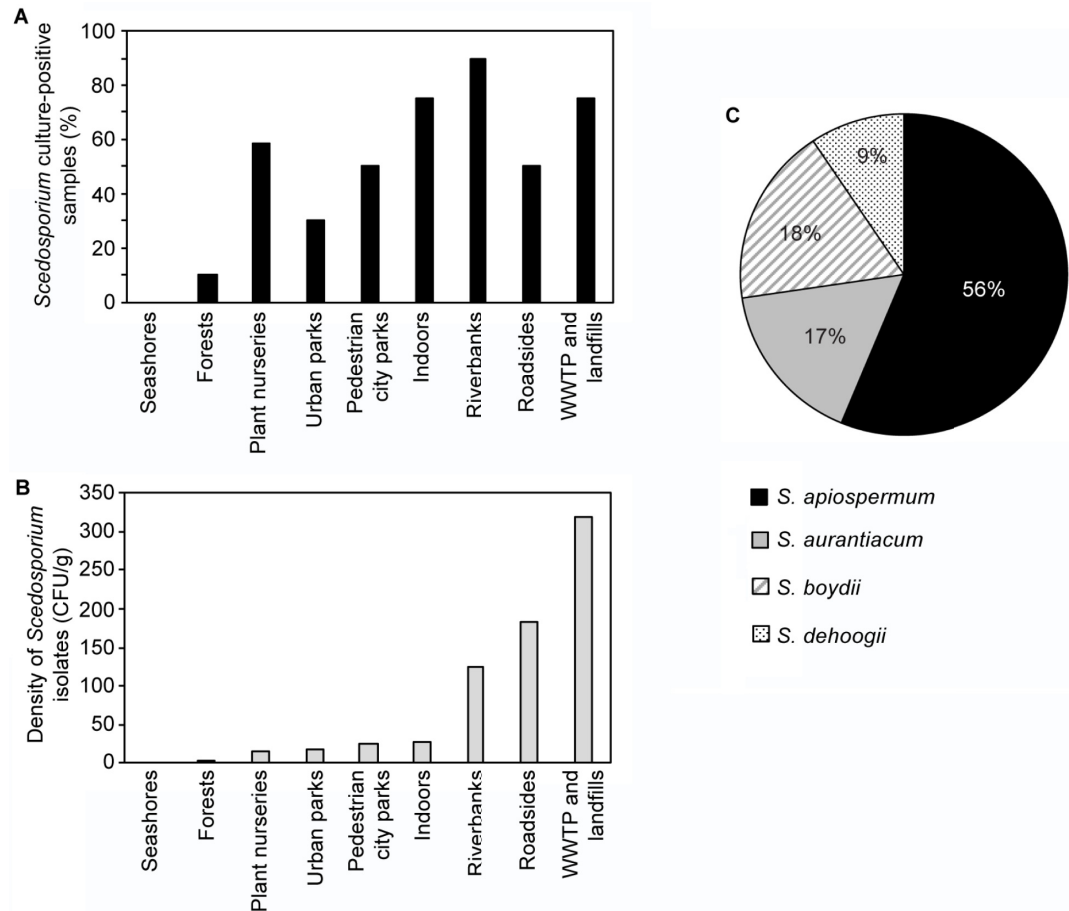 A
100
80
60
40
20
0
Scedosporium culture-positive
samples (%)
Seashores
Forests
Plant nurseries
Urban parks
Pedestrian
city parks
Indoors
Riverbanks
Roadsides
WWTP and
landfills
B
350
300
250
200
150
100
50
0
Density of Scedosporium
isolates (CFU/g)
Seashores
Forests
Plant nurseries
Urban parks
Pedestrian
city parks
Indoors
Riverbanks
Roadsides
WWTP and
landfills
C
9%
18%
56%
17%
S. apiospermum
S. aurantiacum
S. boydii
S. dehoogii